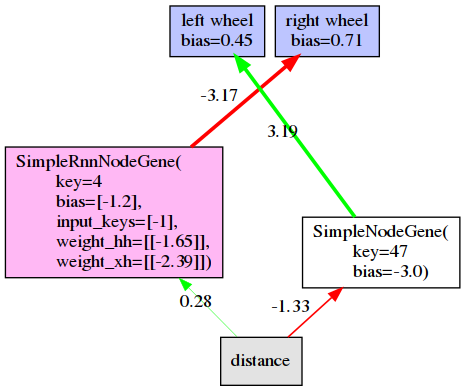 left wheel
bias=0.45
right wheel
bias=0.71
-3.17
3.19
SimpleRnnNodeGene(
key=4
bias=[-1.2],
input_keys=[-1],
weight_hh=[[-1.65]],
weight_xh=[[-2.39]])
SimpleNodeGene(
key=47
bias=-3.0)
0.28
-1.33
distance